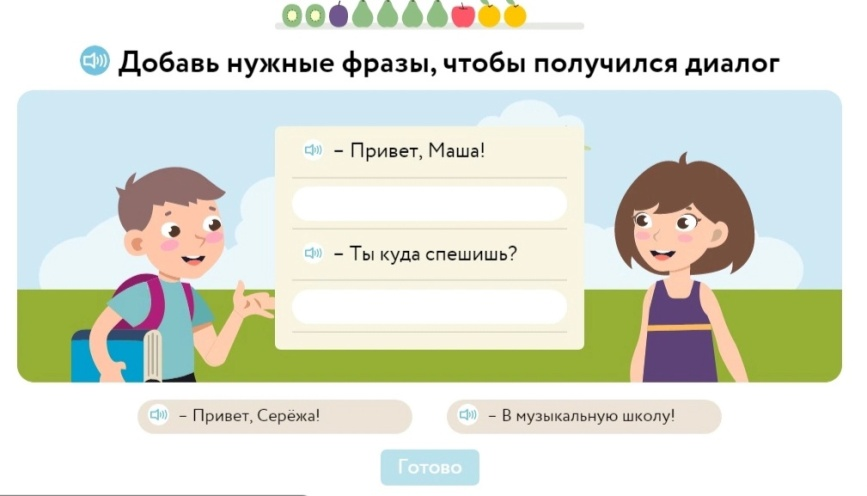 Добавь нужные фразы, чтобы получился диалог
– Привет, Маша!
– Ты куда спешишь?
– Привет, Серёжа!
– В музыкальную школу!
Готово